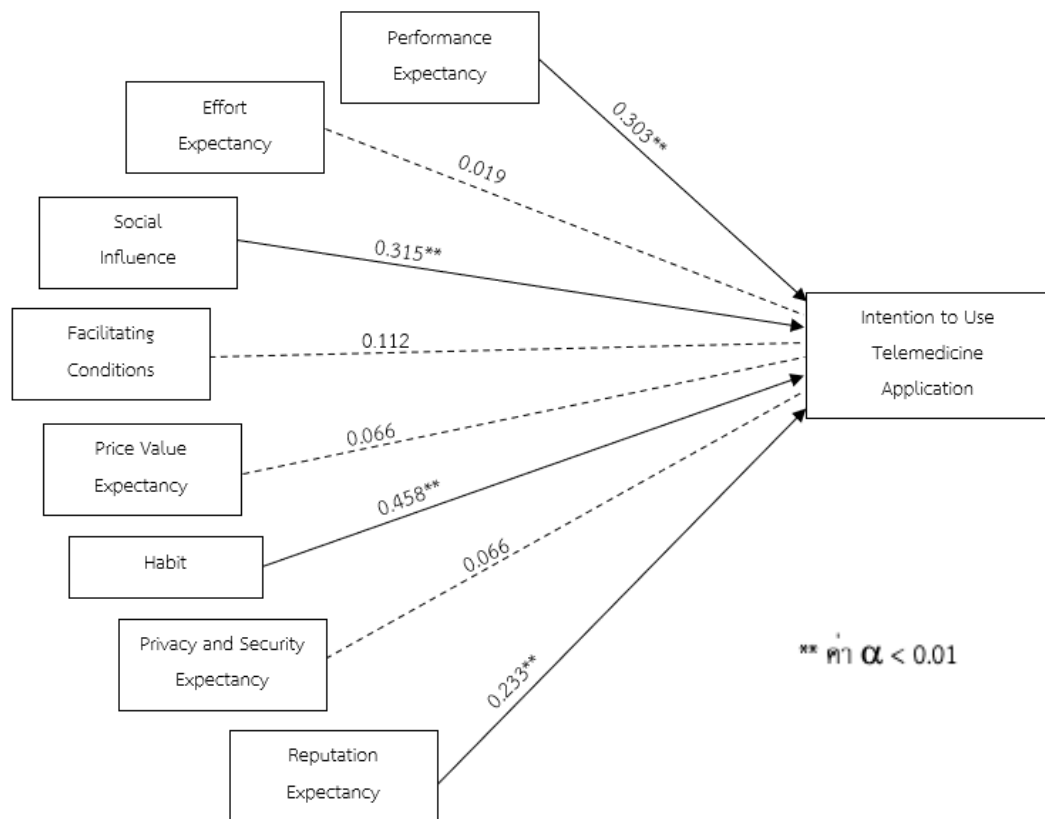 Performance
Expectancy
0.303**
Effort
Expectancy
0.019
Social
Influence
0.315**
Facilitating
Conditions
0.112
Price Value
Expectancy
0.066
Habit
0.458**
Privacy and Security
Expectancy
0.066
Reputation
Expectancy
0.233**
Intention to Use
Telemedicine
Application
** ค่า α < 0.01